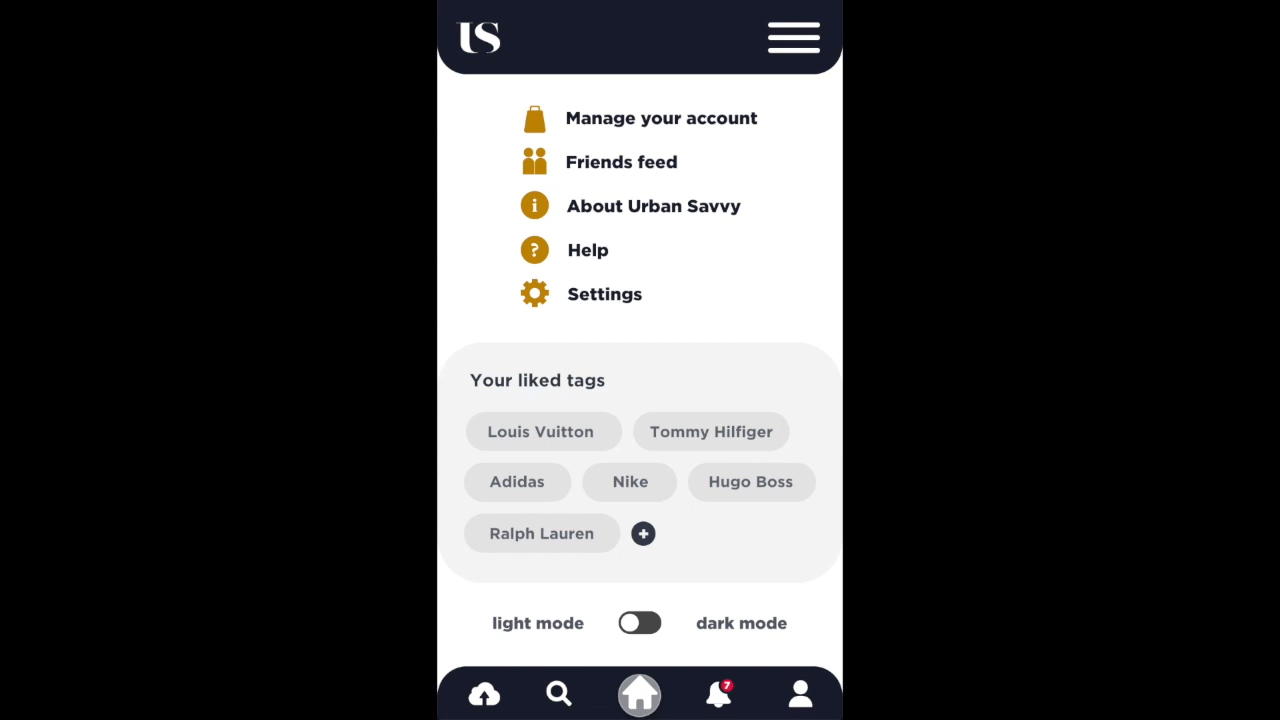 US
Manage your account
Friends feed
i About Urban Savvy
? Help
Settings
Your liked tags
Louis Vuitton Tommy Hilfiger
Adidas Nike Hugo Boss
Ralph Lauren +
light mode dark mode
7